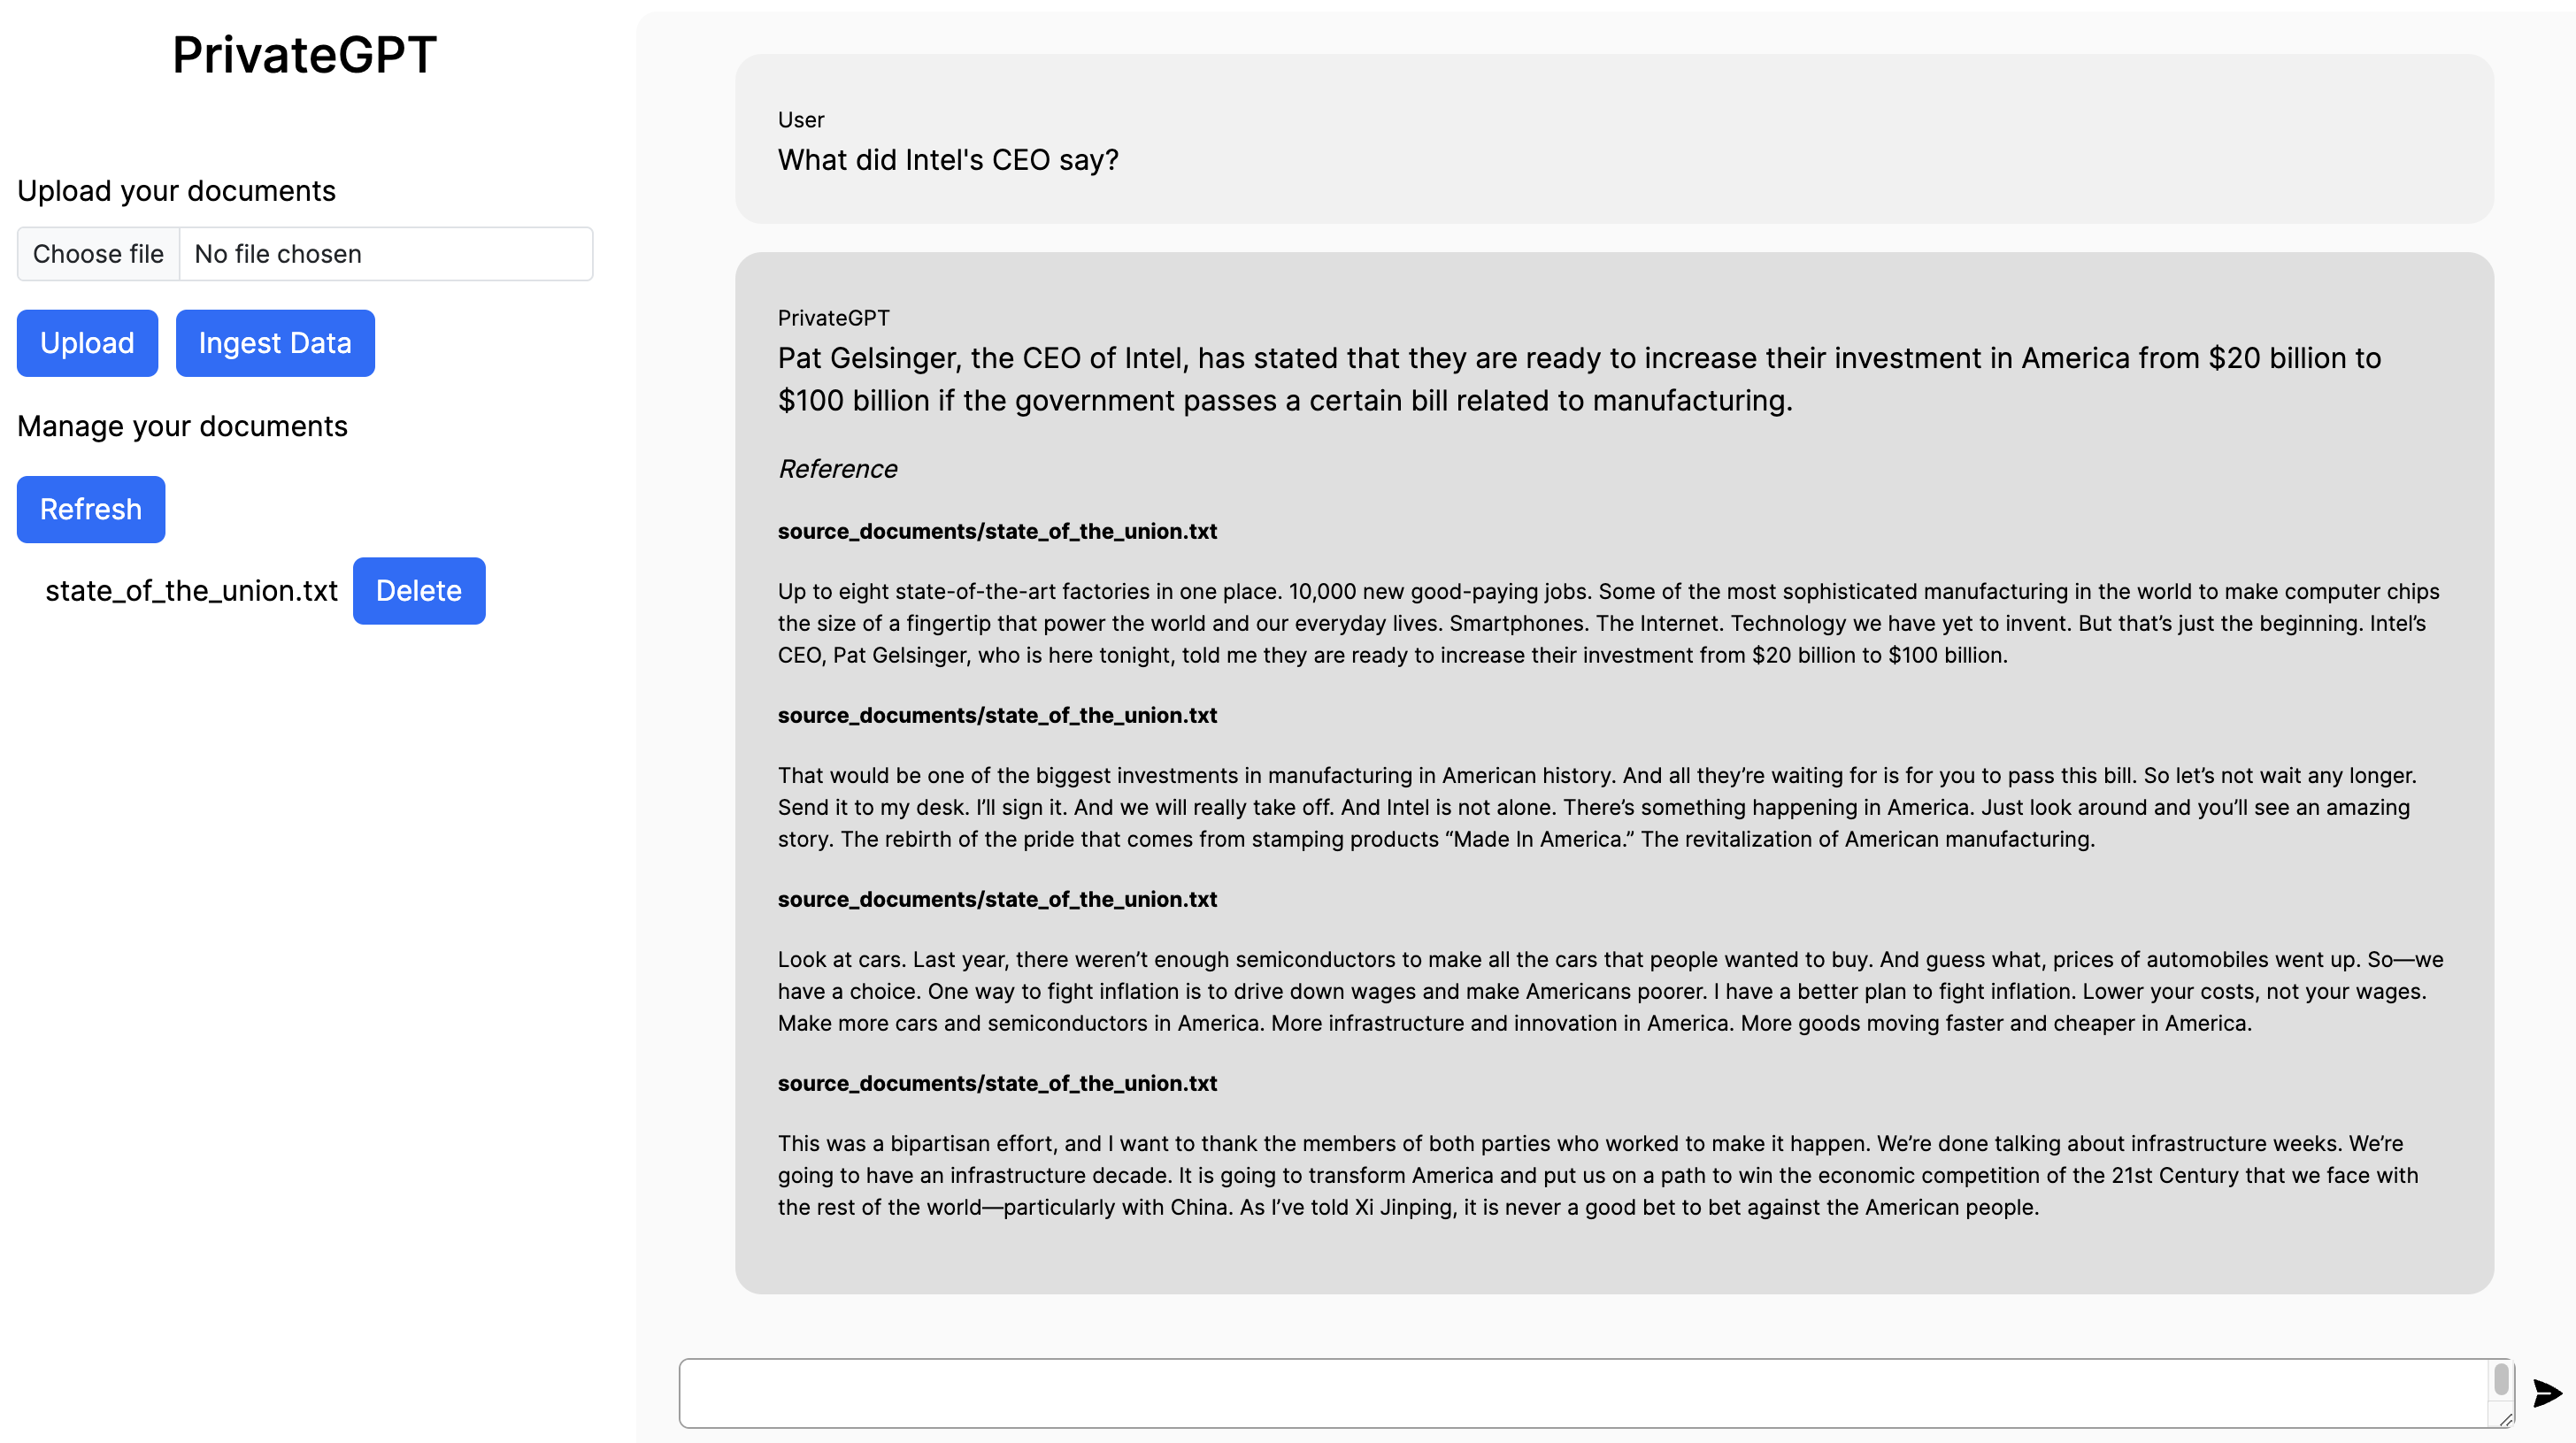 PrivateGPT
Upload your documents
Choose file No file chosen
Upload Ingest Data
Manage your documents
Refresh
state_of_the_union.txt Delete
User
What did Intel's CEO say?
PrivateGPT
Pat Gelsinger, the CEO of Intel, has stated that they are ready to increase their investment in America from $20 billion to
$100 billion if the government passes a certain bill related to manufacturing.
Reference
source_documents/state_of_the_union.txt
Up to eight state-of-the-art factories in one place. 10,000 new good-paying jobs. Some of the most sophisticated manufacturing in the world to make computer chips
the size of a fingertip that power the world and our everyday lives. Smartphones. The Internet. Technology we have yet to invent. But that’s just the beginning. Intel’s
CEO, Pat Gelsinger, who is here tonight, told me they are ready to increase their investment from $20 billion to $100 billion.
source_documents/state_of_the_union.txt
That would be one of the biggest investments in manufacturing in American history. And all they’re waiting for is for you to pass this bill. So let’s not wait any longer.
Send it to my desk. I’ll sign it. And we will really take off. And Intel is not alone. There’s something happening in America. Just look around and you’ll see an amazing
story. The rebirth of the pride that comes from stamping products “Made In America.” The revitalization of American manufacturing.
source_documents/state_of_the_union.txt
Look at cars. Last year, there weren’t enough semiconductors to make all the cars that people wanted to buy. And guess what, prices of automobiles went up. So—we
have a choice. One way to fight inflation is to drive down wages and make Americans poorer. I have a better plan to fight inflation. Lower your costs, not your wages.
Make more cars and semiconductors in America. More infrastructure and innovation in America. More goods moving faster and cheaper in America.
source_documents/state_of_the_union.txt
This was a bipartisan effort, and I want to thank the members of both parties who worked to make it happen. We’re done talking about infrastructure weeks. We’re
going to have an infrastructure decade. It is going to transform America and put us on a path to win the economic competition of the 21st Century that we face with
the rest of the world—particularly with China. As I’ve told Xi Jinping, it is never a good bet to bet against the American people.